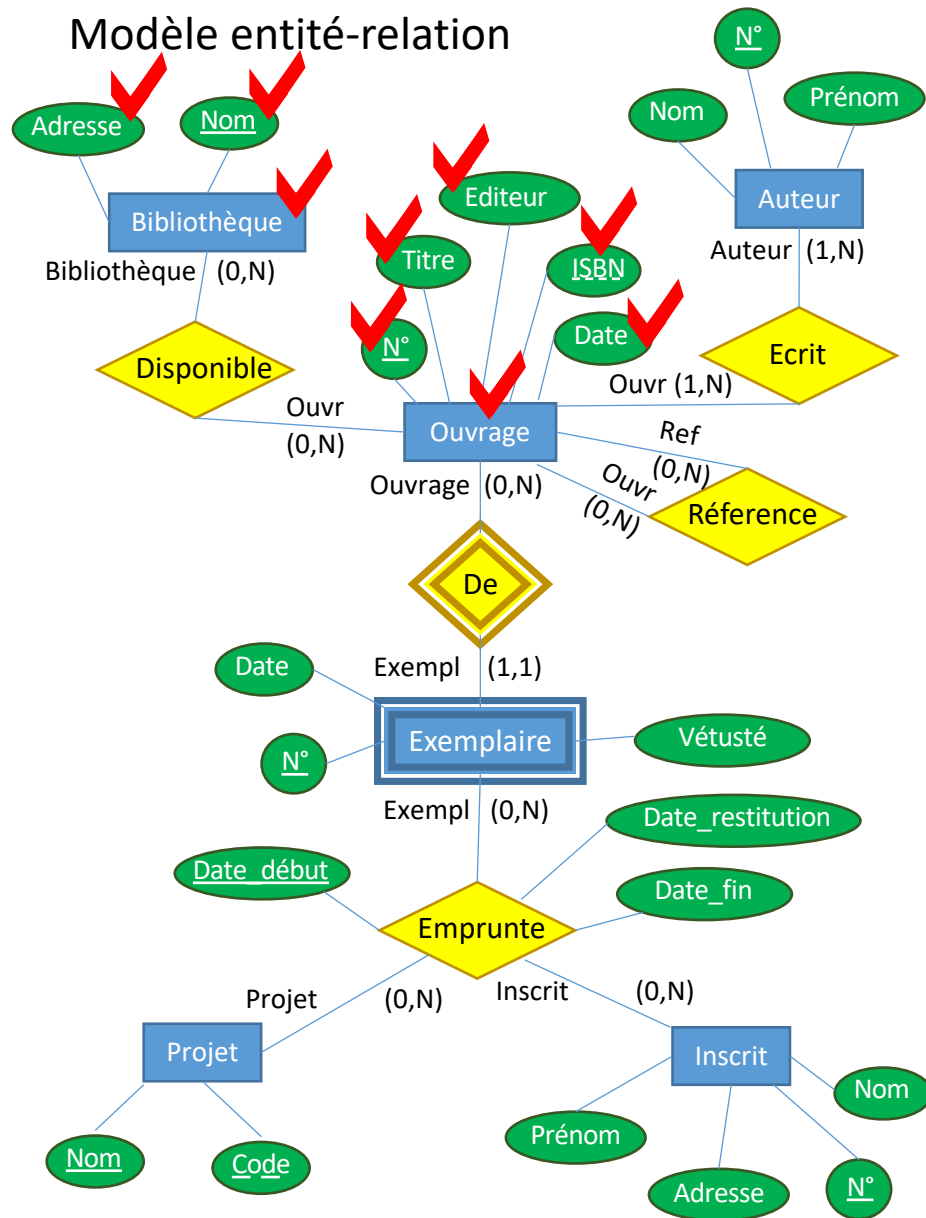 Modèle entité-relation
N°
Adresse
Nom
Nom
Prénom
Editeur
Bibliothèque
Auteur
Bibliothèque (0,N)
Titre
ISBN
Auteur (1,N)
N°
Date
Disponible
Ecrit
Ouvr
(0,N)
Ouvr (1,N)
Ouvrage
Ref
(0,N)
Ouvrage (0,N)
Ouvr
(0,N)
Réference
De
Date
Exempl (1,1)
Exemplaire
Vétusté
N°
Exempl (0,N)
Date_restitution
Date_début
Date_fin
Emprunte
Projet (0,N)
Inscrit (0,N)
Projet
Inscrit
Nom
Prénom
Nom
Code
Adresse
N°